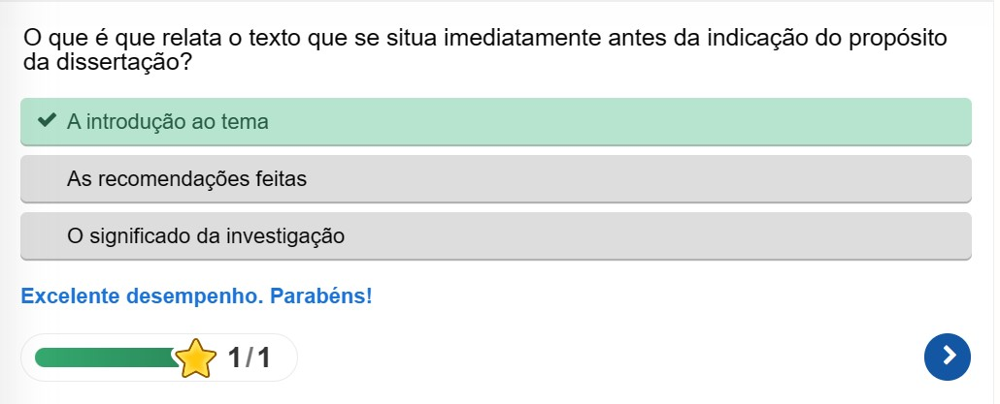 O que é que relata o texto que se situa imediatamente antes da indicação do propósito
da dissertação?
A introdução ao tema
As recomendações feitas
O significado da investigação
Excelente desempenho. Parabéns!
1/1